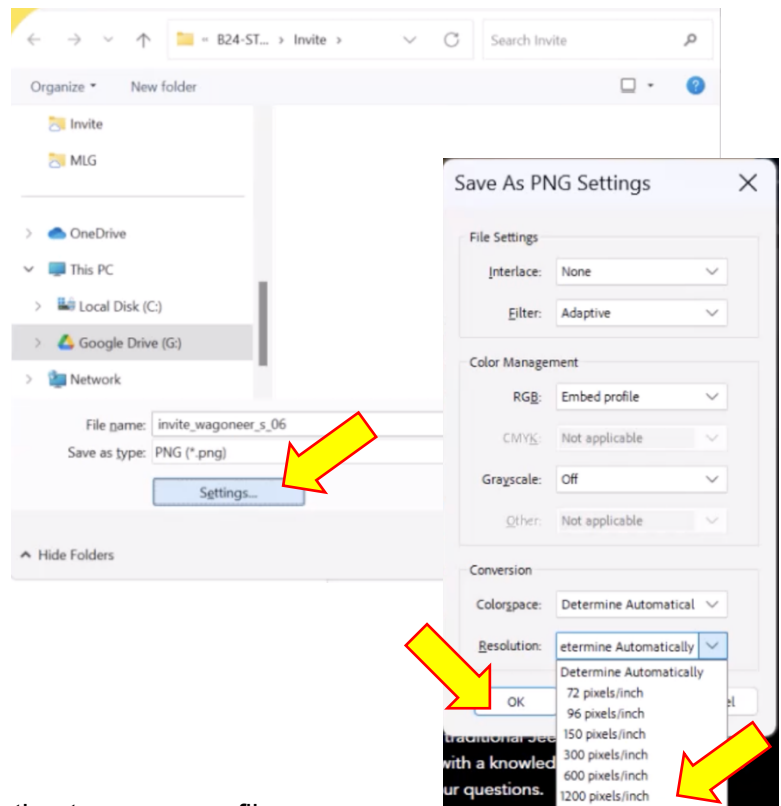 B24-ST... > Invite >
Search Invite
Organize
New folder
Invite
MLG
OneDrive
This PC
Local Disk (C:)
Google Drive (G:)
Network
File name: invite_wagoneer_s_06
Save as type: PNG (*.png)
Settings...
Hide Folders
Save As PNG Settings
File Settings
Interlace: None
Filter: Adaptive
Color Management
RGB: Embed profile
CMYK: Not applicable
Grayscale: Off
Other: Not applicable
Conversion
Colorspace: Determine Automatical
Resolution: etermine Automatically
Determine Automatically
72 pixels/inch
OK
96 pixels/inch
150 pixels/inch
300 pixels/inch
600 pixels/inch
1200 pixels/inch
with a knowled
ur questions.